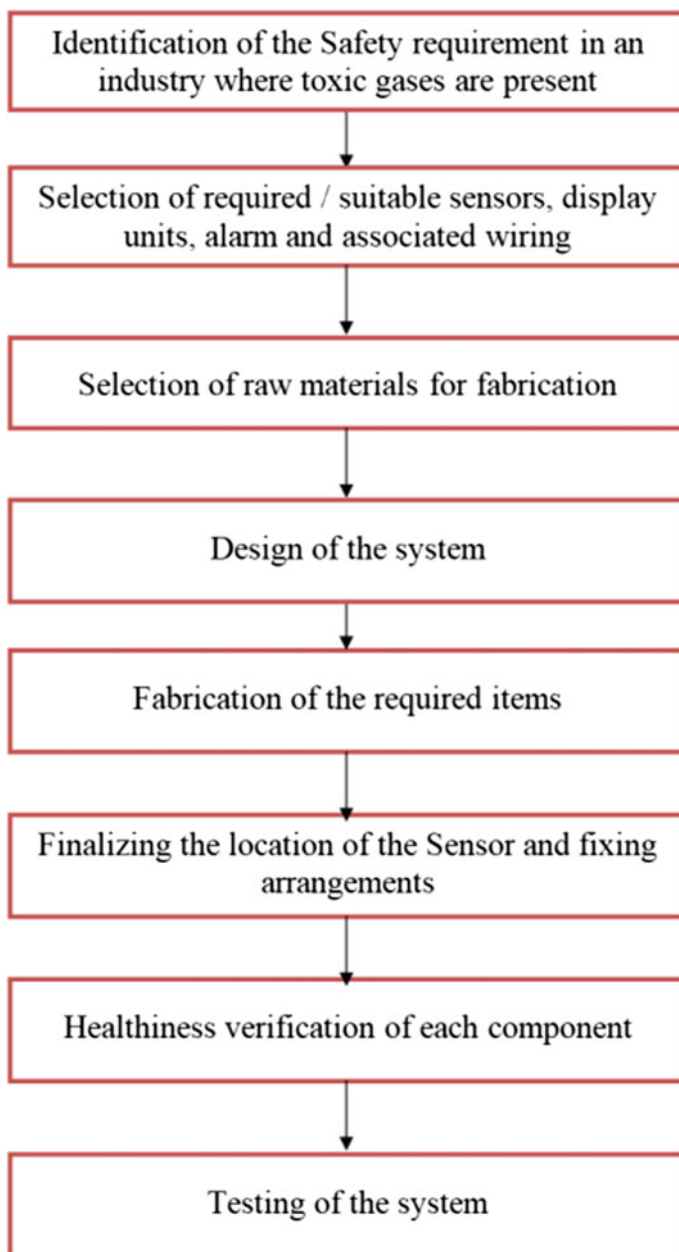 Identification of the Safety requirement in an
industry where toxic gases are present
Selection of required / suitable sensors, display
units, alarm and associated wiring
Selection of raw materials for fabrication
Design of the system
Fabrication of the required items
Finalizing the location of the Sensor and fixing
arrangements
Healthiness verification of each component
Testing of the system